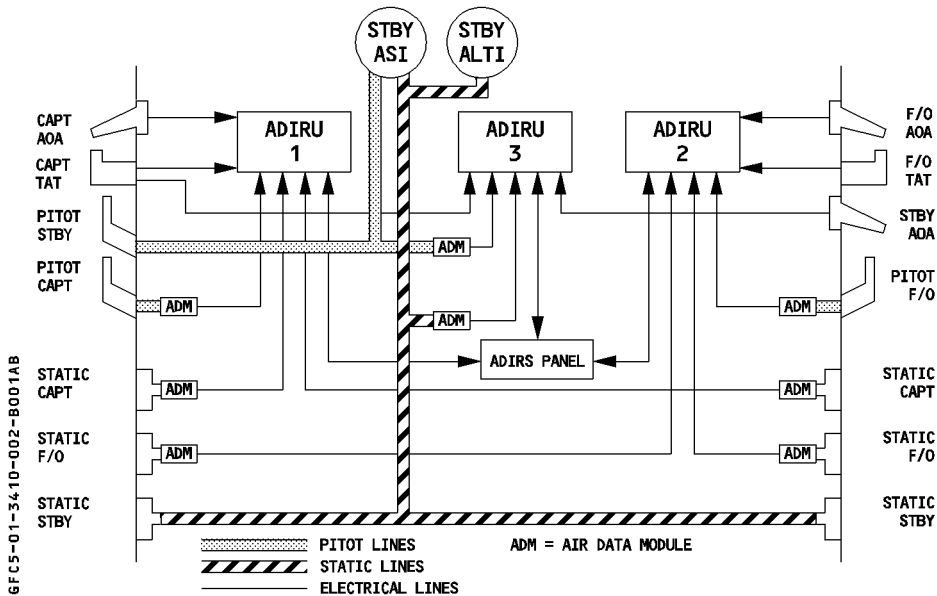 STBY
ASI
STBY
ALTI
CAPT
AOA
ADIRU
1
ADIRU
3
ADIRU
2
F/O
AOA
CAPT
TAT
F/O
TAT
PITOT
STBY
STBY
AOA
ADM
PITOT
CAPT
PITOT
F/O
ADM
ADM
ADM
ADIRS PANEL
STATIC
CAPT
ADM
ADM
STATIC
CAPT
STATIC
F/O
ADM
ADM
STATIC
F/O
STATIC
STBY
STATIC
STBY
PITOT LINES
ADM = AIR DATA MODULE
STATIC LINES
ELECTRICAL LINES
GFC5-01-3410-002-B001AB